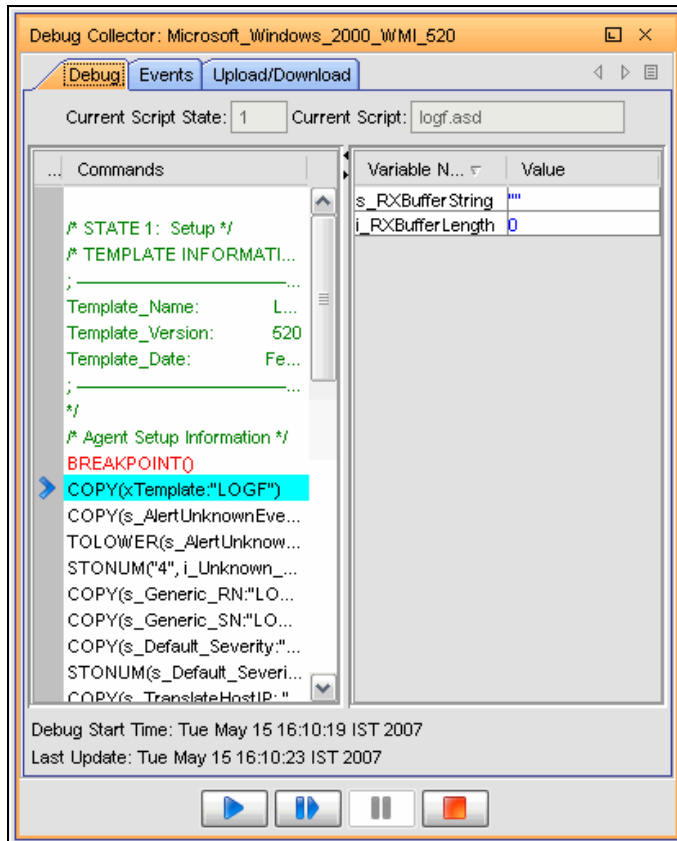 Debug Collector: Microsoft_Windows_2000_WMI_520
Debug Events Upload/Download
Current Script State: 1 Current Script: logf.asd
... Commands
/* STATE 1: Setup */
/* TEMPLATE INFORMATI...
;————————————...
Template_Name: L...
Template_Version: 520
Template_Date: Fe...
;————————————...
*/
/* Agent Setup Information */
BREAKPOINT()
COPY(xTemplate:"LOGF")
COPY(s_AlertUnknownEve...
TOLOWER(s_AlertUnknow...
STONUM("4", i_Unknown_...
COPY(s_Generic_RN:"LO...
COPY(s_Generic_SN:"LO...
COPY(s_Default_Severity:"...
STONUM(s_Default_Severi...
COPY(s_TranslateHostIP: "
Variable N... Value
s_RXBufferString ""
i_RXBufferLength 0
Debug Start Time: Tue May 15 16:10:19 IST 2007
Last Update: Tue May 15 16:10:23 IST 2007